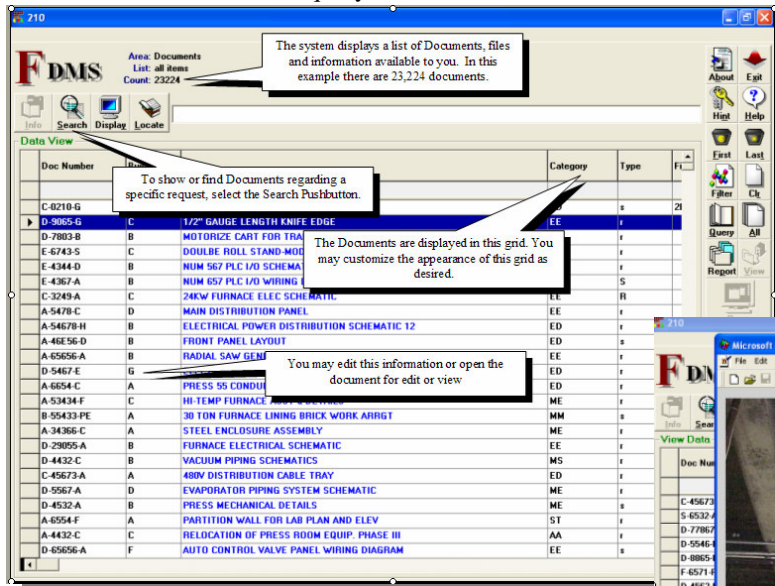 210
FDMS
Area: Documents
List: all items
Count: 23224
The system displays a list of Documents, files
and information available to you. In this
example there are 23,224 documents.
About Exit
Hint Help
First Last
Filter Clr
Query All
Report View
Info Search Display Locate
Data View
To show or find Documents regarding a
specific request, select the Search Pushbutton.
Doc Number Category Type
C-0210-G s
D-9065-G C 1/2" GAUGE LENGTH KNIFE EDGE EE r
D-7803-B B MOTORIZE CART FOR r
E-6743-S C DOULBE ROLL r
E-4344-D B NUM 567 PLC I/O r
E-4367-A B NUM 657 PLC I/O WIRING S
The Documents are displayed in this grid. You
may customize the appearance of this grid as
desired.
C-3249-A C 24KW FURNACE ELEC SCHEMATIC EE R
A-5478-C D MAIN DISTRIBUTION PANEL EE r
A-54678-H B ELECTRICAL POWER DISTRIBUTION SCHEMATIC 12 ED r
A-46E56-D B FRONT PANEL LAYOUT ED s
A-65656-A B RADIAL SAW EE r
D-5467-E G ED r
A-6654-C A PRESS 55 ED r
You may edit this information or open the
document for edit or view
A-53434-F C HI-TEMP FURNACE ME r
B-55433-PE A 30 TON FURNACE LINING BRICK WORK ARRGT MM s
A-34366-C A STEEL ENCLOSURE ASSEMBLY ME r
D-29055-A B FURNACE ELECTRICAL SCHEMATIC EE r
D-4432-C B VACUUM PIPING SCHEMATICS MS r
C-45673-A A 480V DISTRIBUTION CABLE TRAY ED r
D-5567-A D EVAPORATOR PIPING SYSTEM SCHEMATIC ME r
D-4532-A B PRESS MECHANICAL DETAILS ME s
A-6554-F A PARTITION WALL FOR LAB PLAN AND ELEV ST r
A-4432-C C RELOCATION OF PRESS ROOM EQUIP. PHASE III AA r
D-65656-A F AUTO CONTROL VALVE PANEL WIRING DIAGRAM EE s
210
Microsoft
File Edit
Info
View Data
C-45673
S-6532-
D-77867
D-5546-
D-8865-
F-6571-F